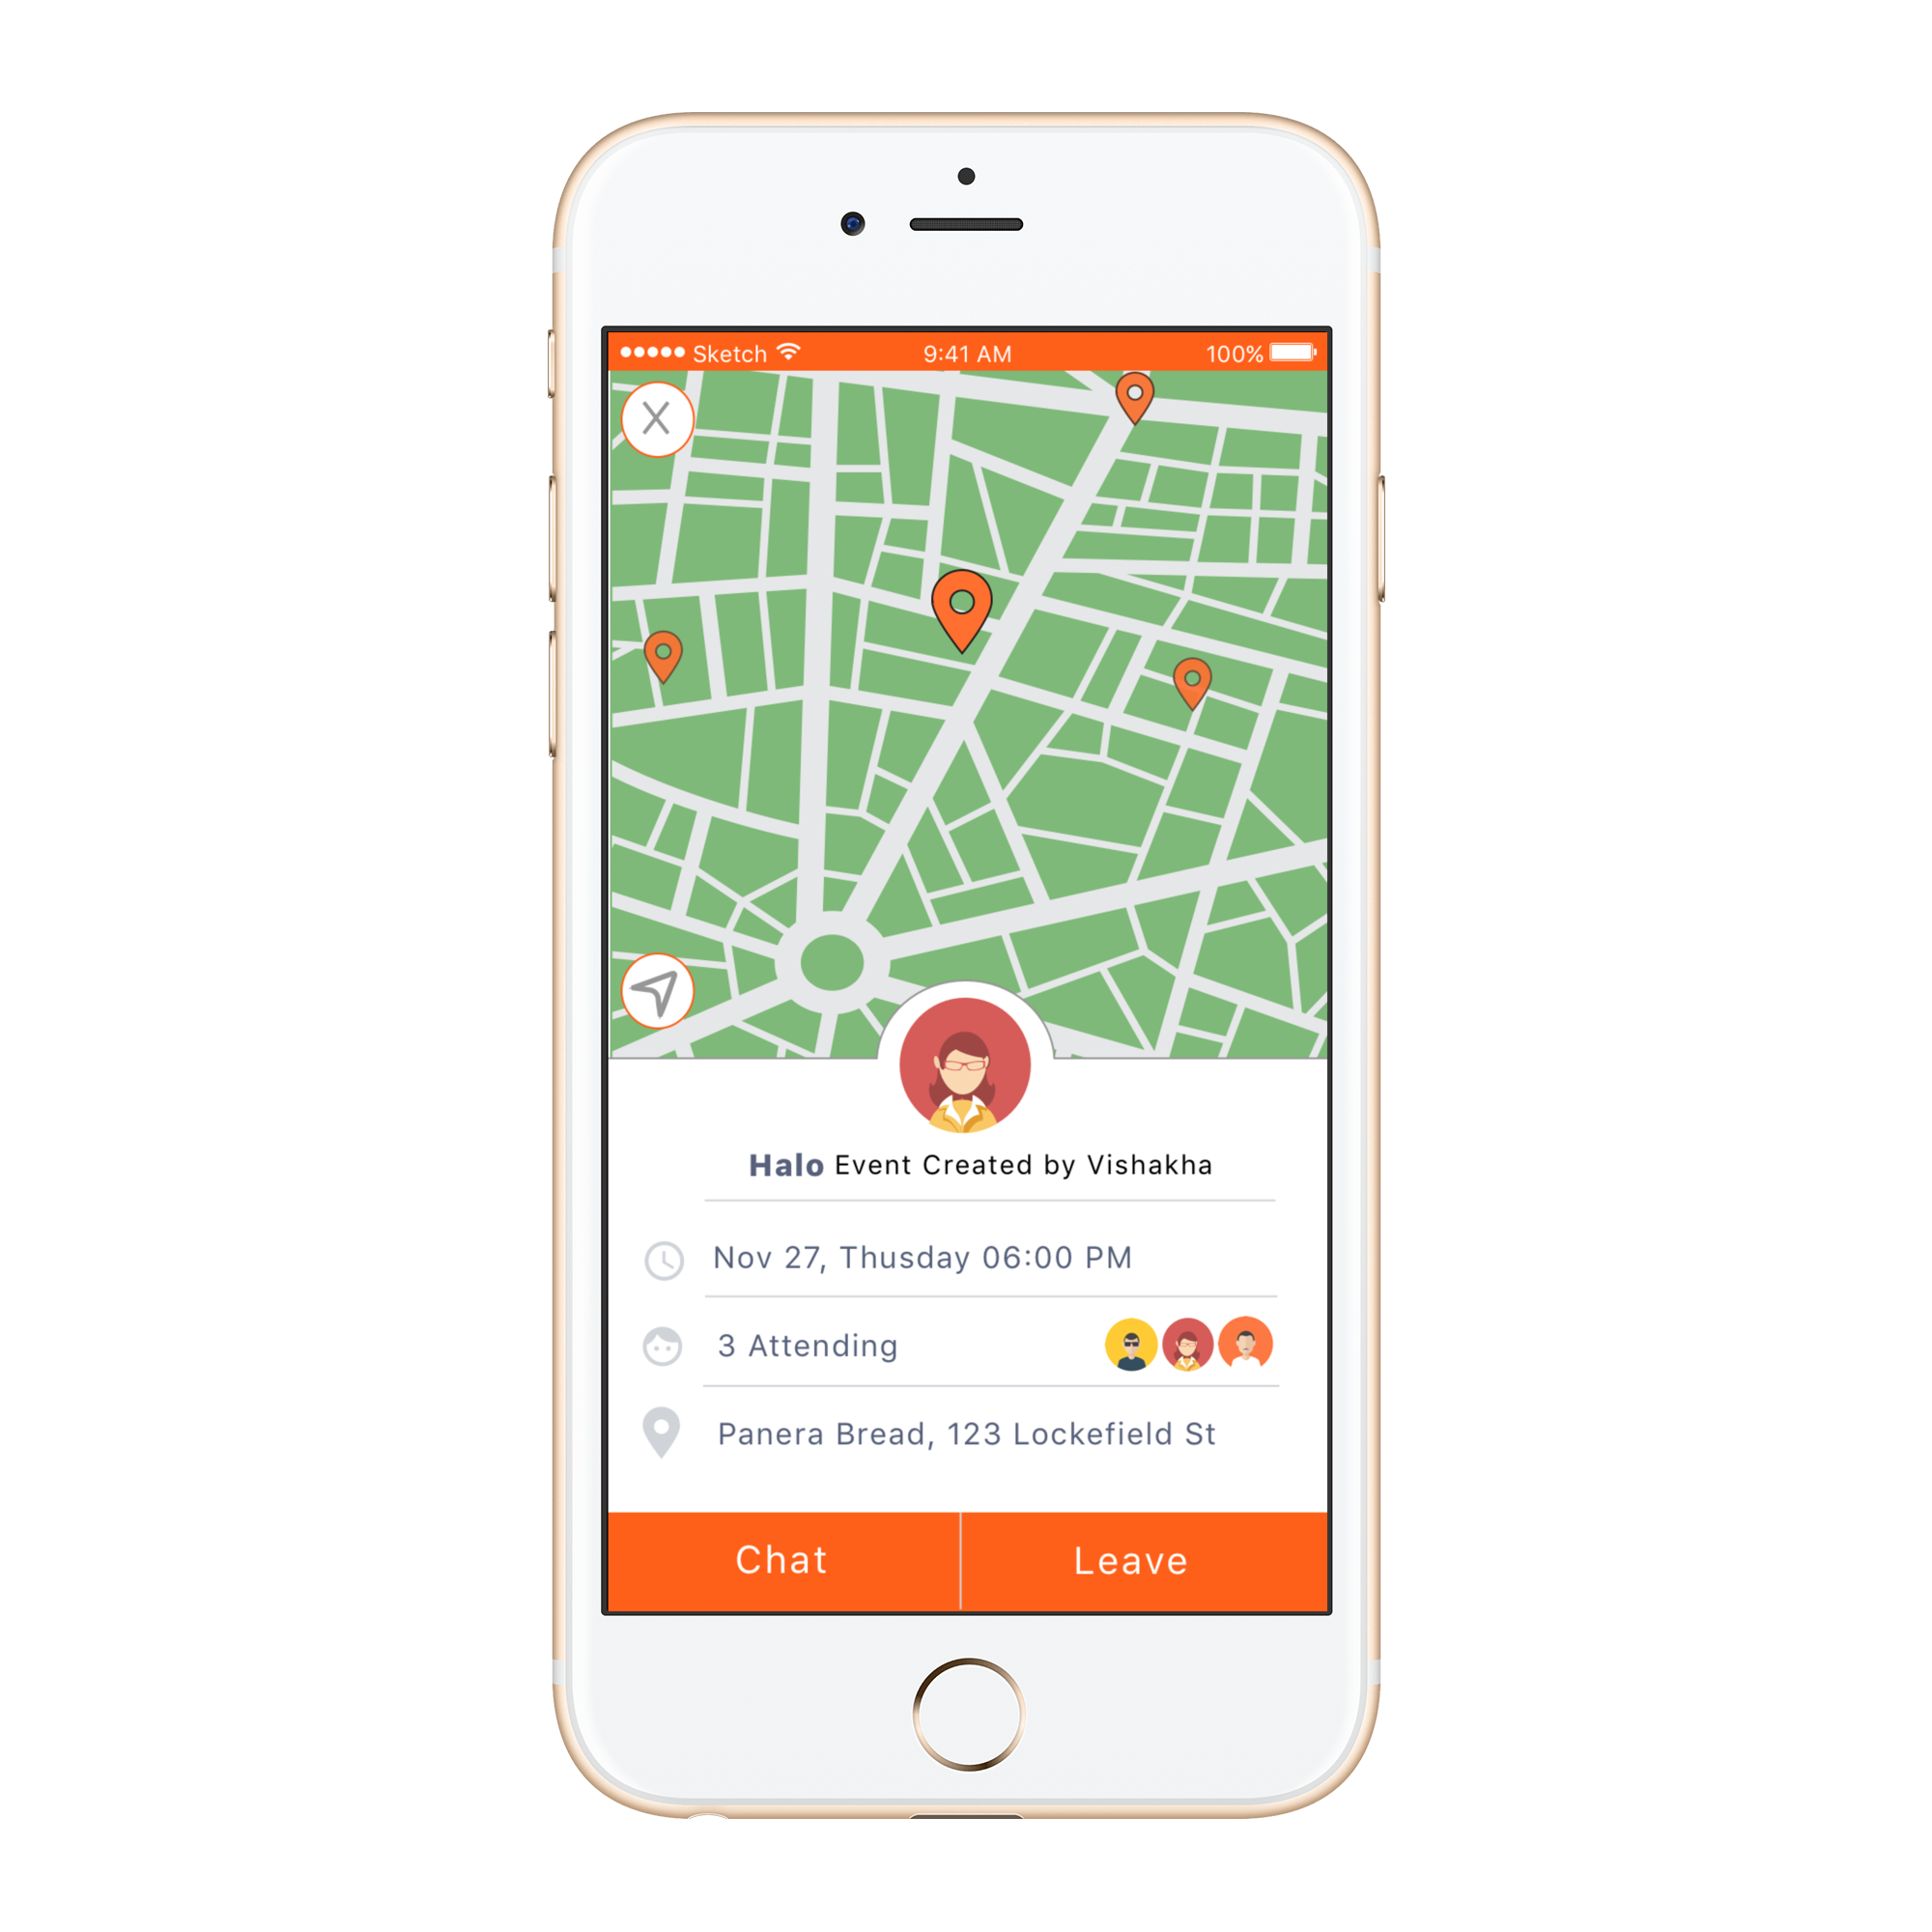 Sketch 9:41 AM 100%
X
Halo Event Created by Vishakha
Nov 27, Thusday 06:00 PM
3 Attending
Panera Bread, 123 Lockefield St
Chat Leave